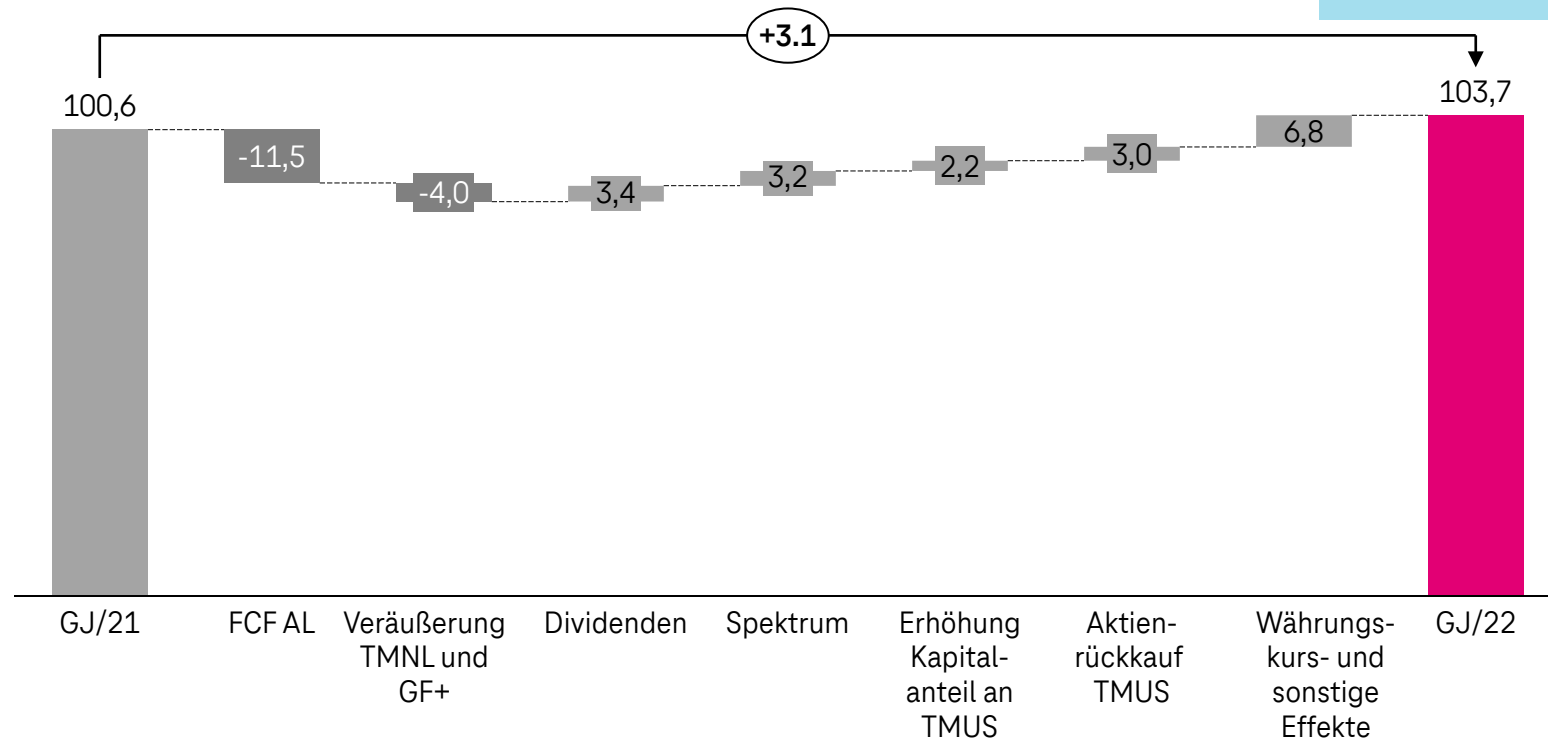 +3.1
100,6
-11,5
-4,0
3,4
3,2
2,2
3,0
6,8
103,7
GJ/21
FCF AL
Veräußerung
TMNL und
GF+
Dividenden
Spektrum
Erhöhung
Kapital-
anteil an
TMUS
Aktien-
rückkauf
TMUS
Währungs-
kurs- und
sonstige
Effekte
GJ/22